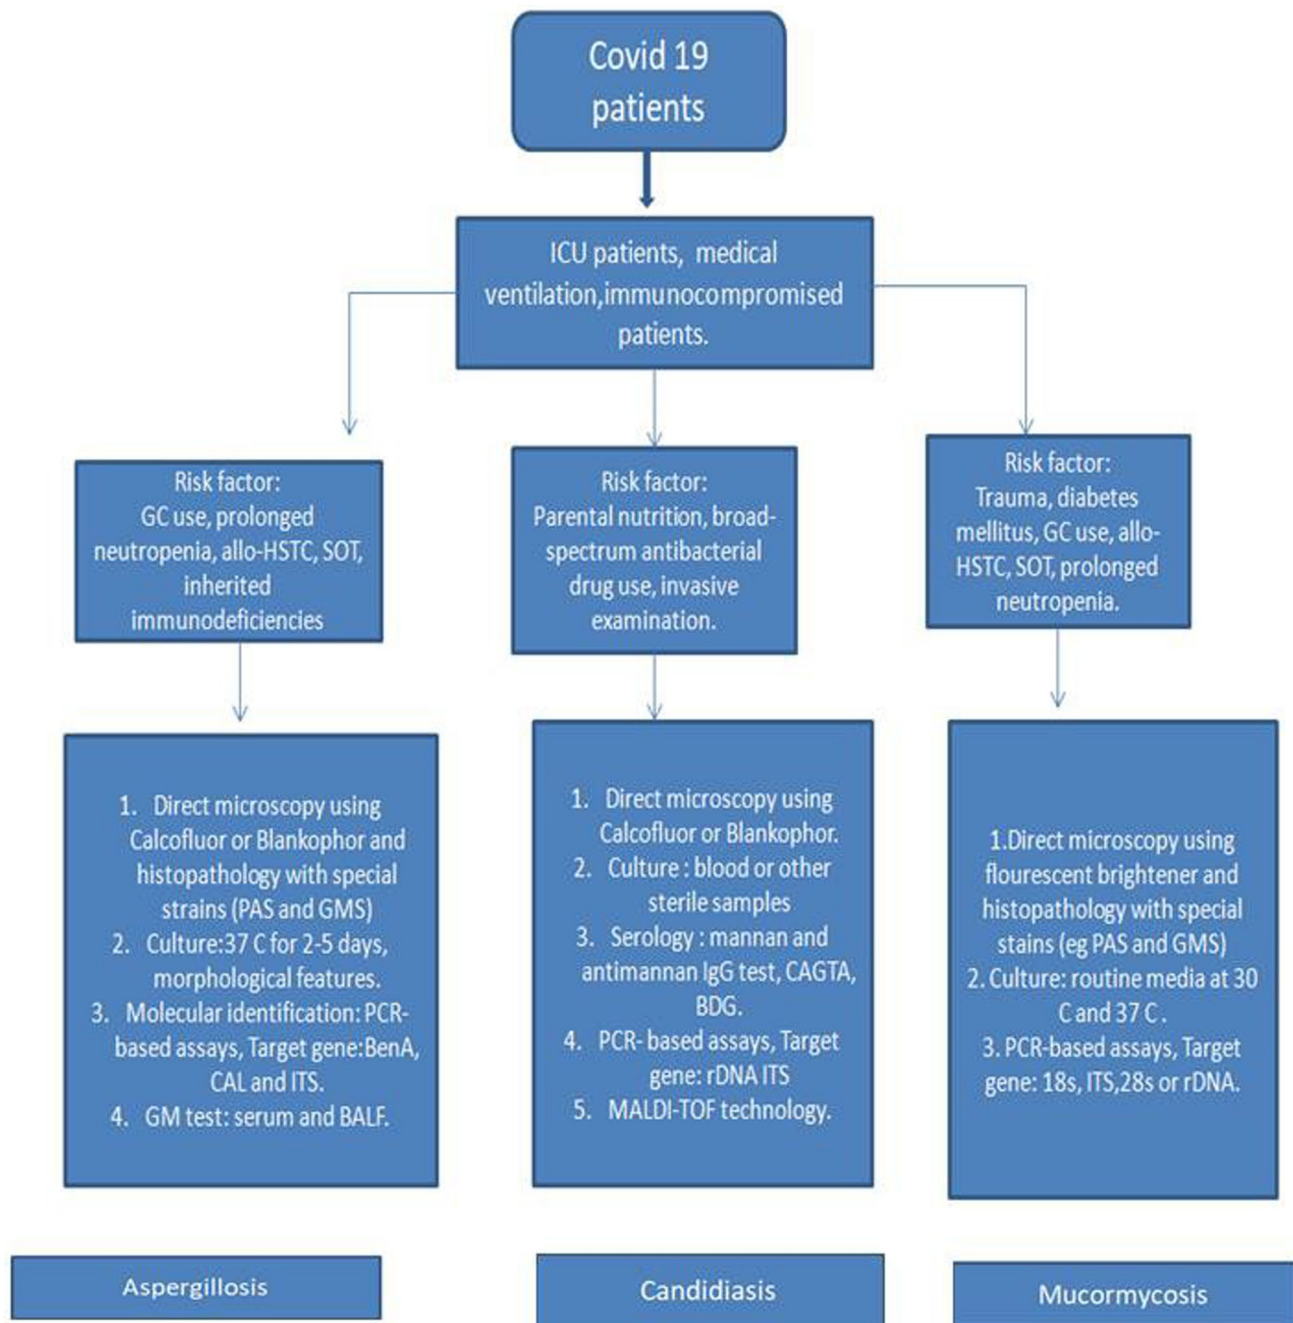 Covid 19
patients
ICU patients, medical
ventilation,immunocompromised
patients.
Risk factor:
GC use, prolonged
neutropenia, allo-HSTC, SOT,
inherited
immunodeficiencies
Risk factor:
Parental nutrition, broad-
spectrum antibacterial
drug use, invasive
examination.
Risk factor:
Trauma, diabetes
mellitus, GC use, allo-
HSTC, SOT, prolonged
neutropenia.
1. Direct microscopy using
Calcofluor or Blankophor and
histopathology with special
strains (PAS and GMS)
2. Culture:37 C for 2-5 days,
morphological features.
3. Molecular identification: PCR-
based assays, Target gene:BenA,
CAL and ITS.
4. GM test: serum and BALF.
1. Direct microscopy using
Calcofluor or Blankophor.
2. Culture : blood or other
sterile samples
3. Serology : mannan and
antimannan IgG test, CAGTA,
BDG.
4. PCR- based assays, Target
gene: rDNA ITS
5. MALDI-TOF technology.
1.Direct microscopy using
flourescent brightener and
histopathology with special
stains (eg PAS and GMS)
2. Culture: routine media at 30
C and 37 C .
3. PCR-based assays, Target
gene: 18s, ITS,28s or rDNA.
Aspergillosis
Candidiasis
Mucormycosis